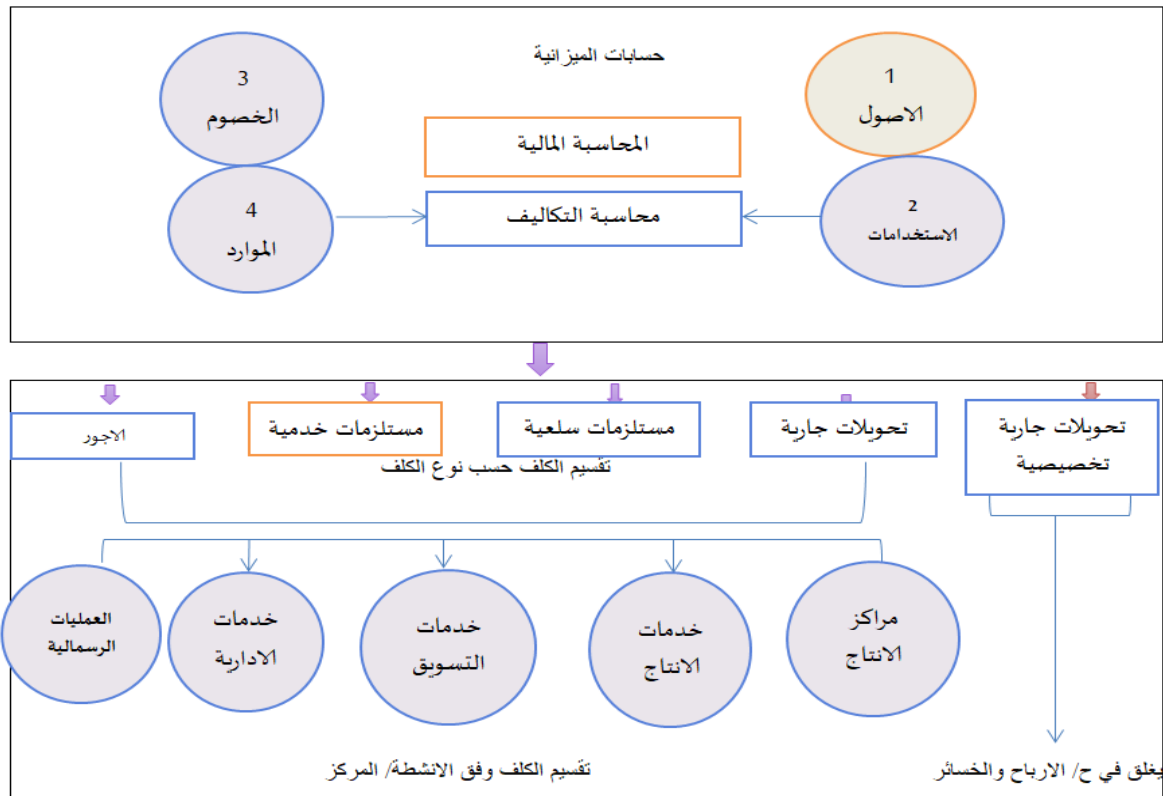 حسابات الميزانية
1
الاصول
3
الخصوم
المحاسبة المالية
2
الاستخدامات
محاسبة التكاليف
4
الموارد
تحويلات جارية
تخصيصية
تحويلات جارية
مستلزمات سلعية
مستلزمات خدمية
الاجور
تقسيم الكلف حسب نوع الكلف
مراكز
الانتاج
خدمات
الانتاج
خدمات
التسويق
خدمات
الادارية
العمليات
الرسمالية
يغلق في ح/ الارباح والخسائر
تقسيم الكلف وفق الانشطة/ المركز